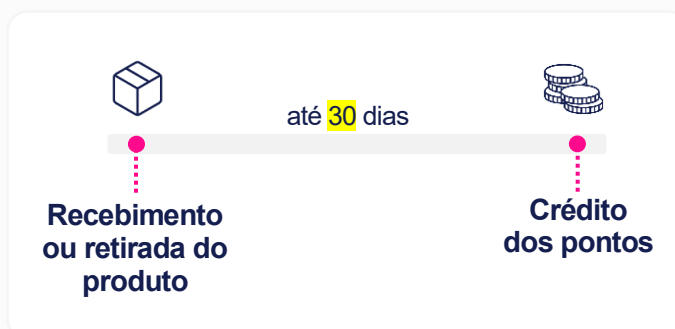 até 30 dias
Recebimento
ou retirada do
produto
Crédito
dos pontos